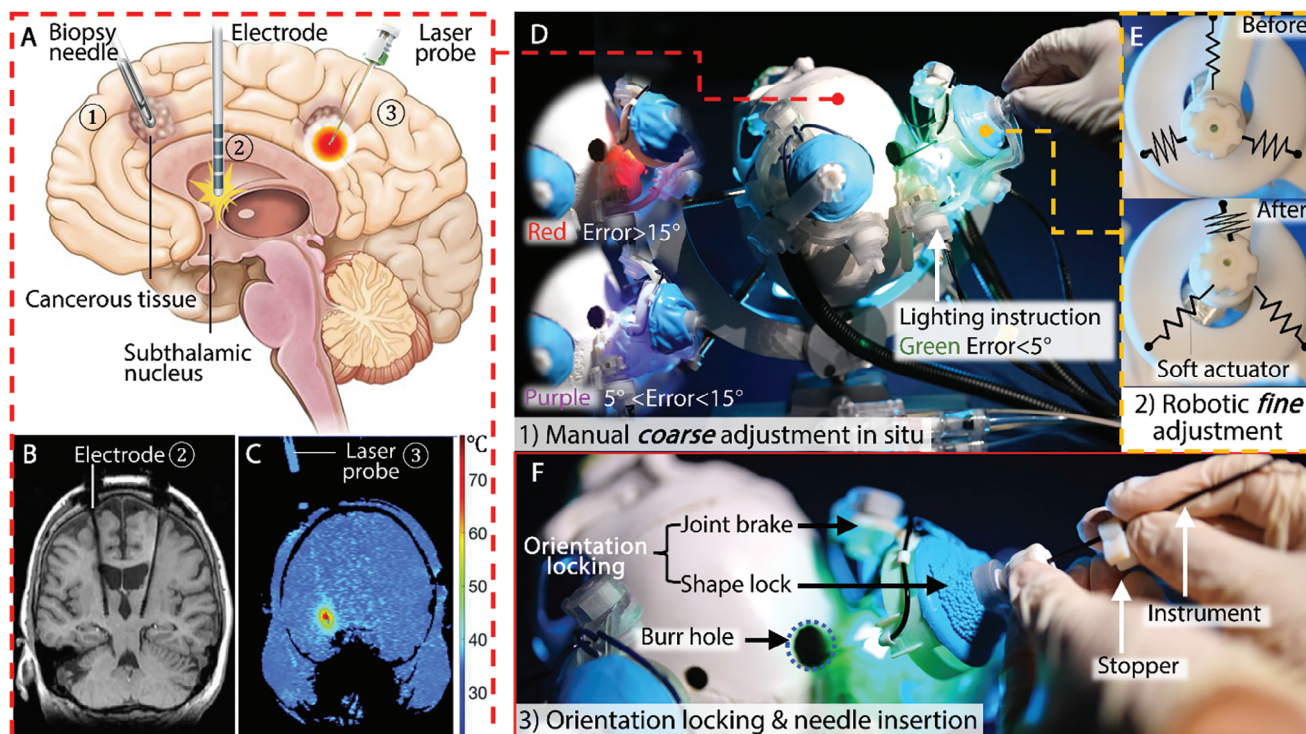 A
Biopsy
needle
Electrode
Laser
probe
①
②
③
Cancerous tissue
Subthalamic
nucleus
B
Electrode ②
C
Laser
probe ③
°C
70
60
50
40
30
D
Red Error>15°
Purple 5° <Error<15°
Lighting instruction
Green Error<5°
1) Manual coarse adjustment in situ
E
Before
After
Soft actuator
2) Robotic fine
adjustment
F
Orientation
locking
Joint brake
Shape lock
Burr hole
Instrument
Stopper
3) Orientation locking & needle insertion